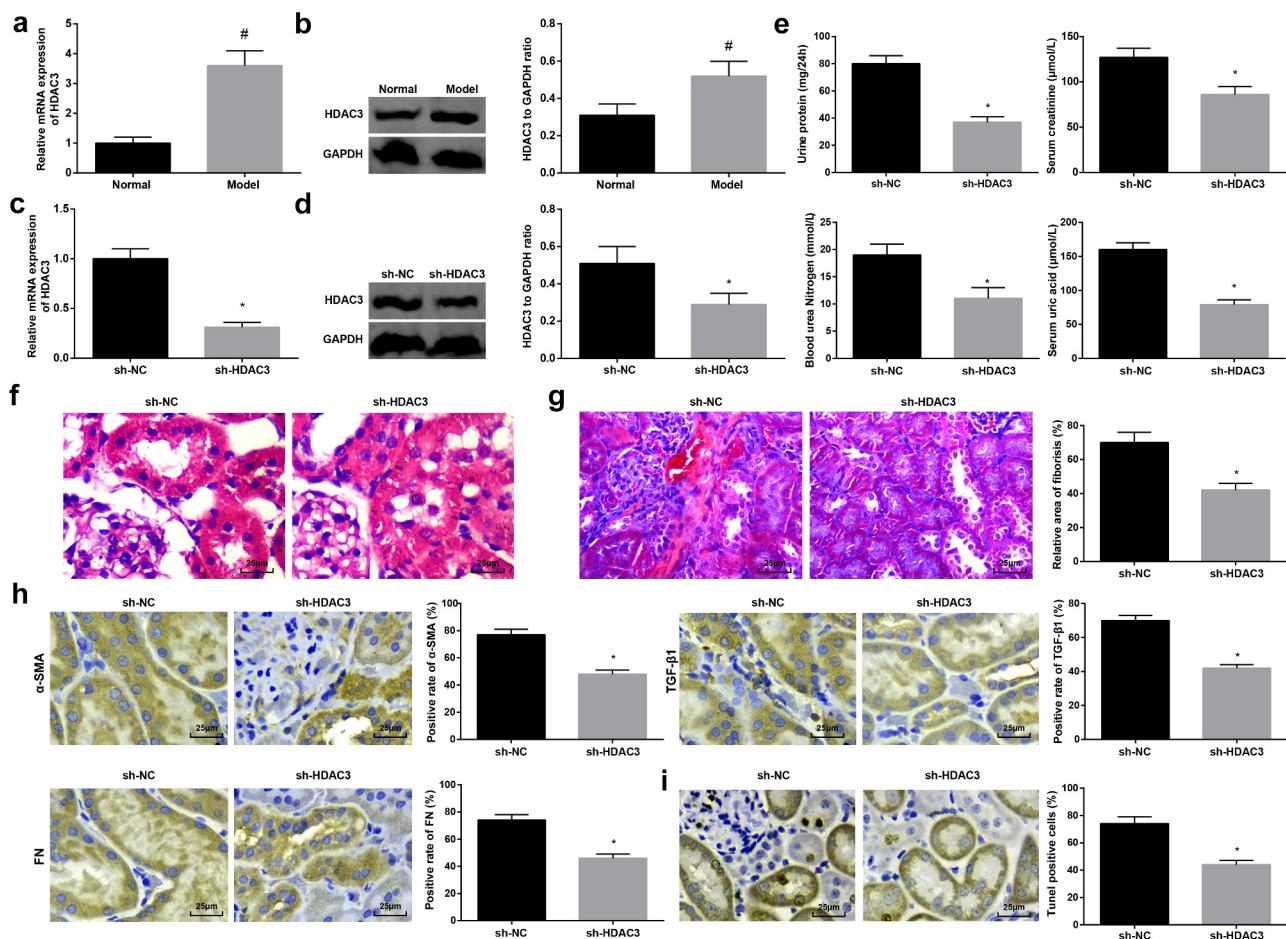 a
Relative mRNA expression
of HDAC3
5
4
3
2
1
0
#
Normal
Model
b
Normal
Model
HDAC3
GAPDH
HDAC3 to GAPDH ratio
0.8
0.6
0.4
0.2
0.0
#
Normal
Model
e
Urine protein (mg/24h)
100
80
60
40
20
0
*
sh-NC
sh-HDAC3
Serum creatinine (μmol/L)
150
100
50
0
*
sh-NC
sh-HDAC3
c
Relative mRNA expression
of HDAC3
1.5
1.0
0.5
0.0
*
sh-NC
sh-HDAC3
d
sh-NC
sh-HDAC3
HDAC3
GAPDH
HDAC3 to GAPDH ratio
0.8
0.6
0.4
0.2
0.0
*
sh-NC
sh-HDAC3
Blood urea Nitrogen (mmol/L)
25
20
15
10
5
0
*
sh-NC
sh-HDAC3
Serum uric acid (μmol/L)
200
150
100
50
0
*
sh-NC
sh-HDAC3
f
sh-NC
sh-HDAC3
25μm
25μm
g
sh-NC
sh-HDAC3
25μm
25μm
Relative area of fiborisis (%)
80
60
40
20
0
*
sh-NC
sh-HDAC3
h
sh-NC
sh-HDAC3
α-SMA
25μm
25μm
Positive rate of α-SMA (%)
100
80
60
40
20
0
*
sh-NC
sh-HDAC3
sh-NC
sh-HDAC3
TGF-β1
25μm
25μm
Positive rate of TGF-β1 (%)
80
60
40
20
0
*
sh-NC
sh-HDAC3
sh-NC
sh-HDAC3
FN
25μm
25μm
Positive rate of FN (%)
100
80
60
40
20
0
*
sh-NC
sh-HDAC3
i
sh-NC
sh-HDAC3
25μm
25μm
Tunel positive cells (%)
100
80
60
40
20
0
*
sh-NC
sh-HDAC3